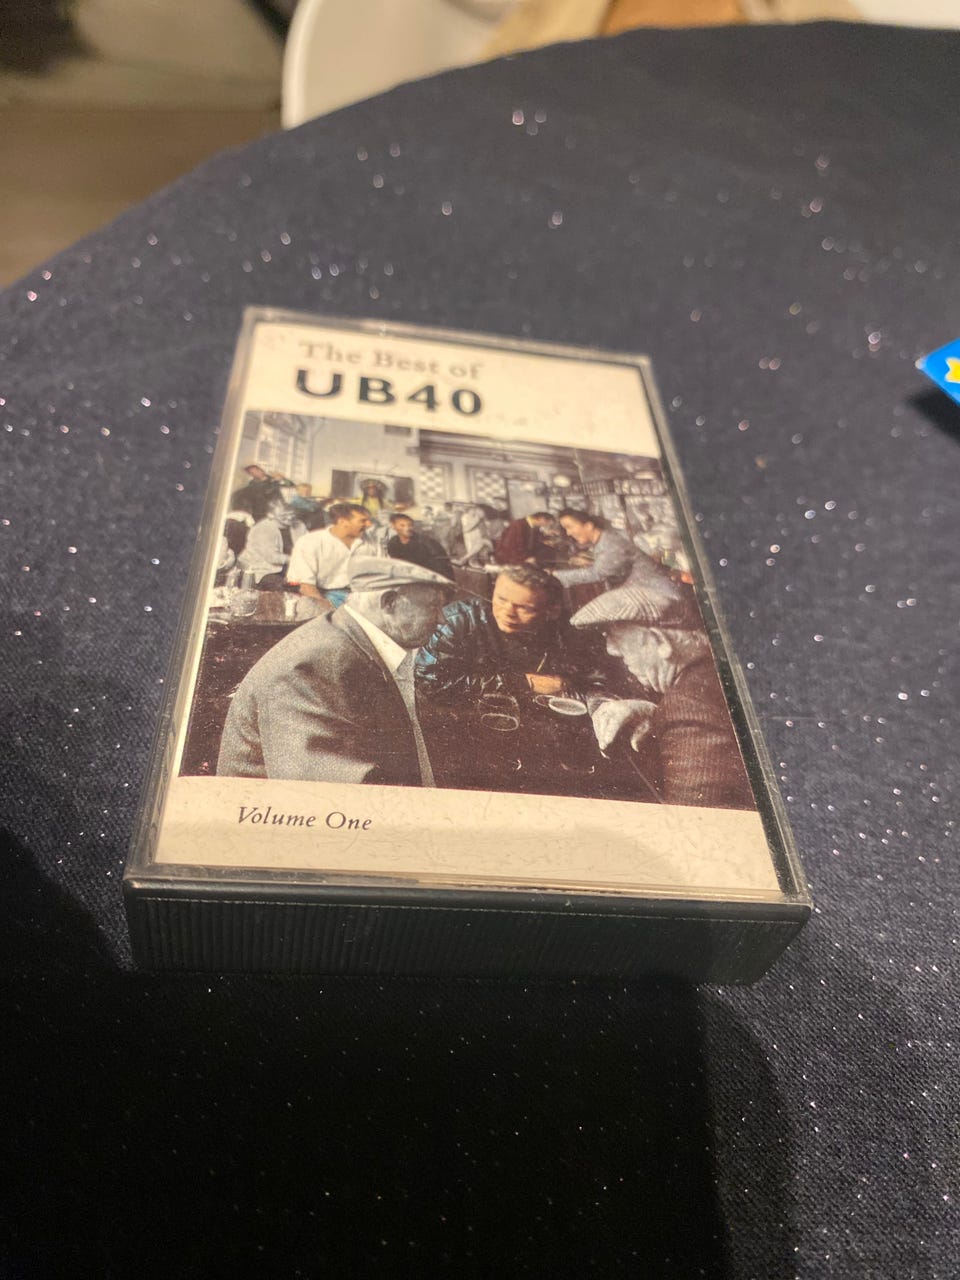 The Best of
UB40
Volume One